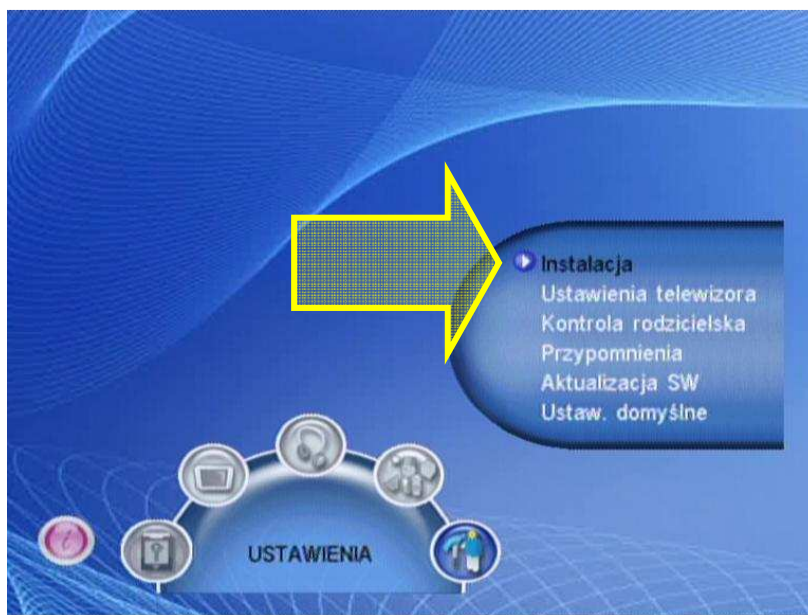 Instalacja
Ustawienia telewizora
Kontrola rodzicielska
Przypomnienia
Aktualizacja SW
Ustaw. domyślne
USTAWIENIA
i